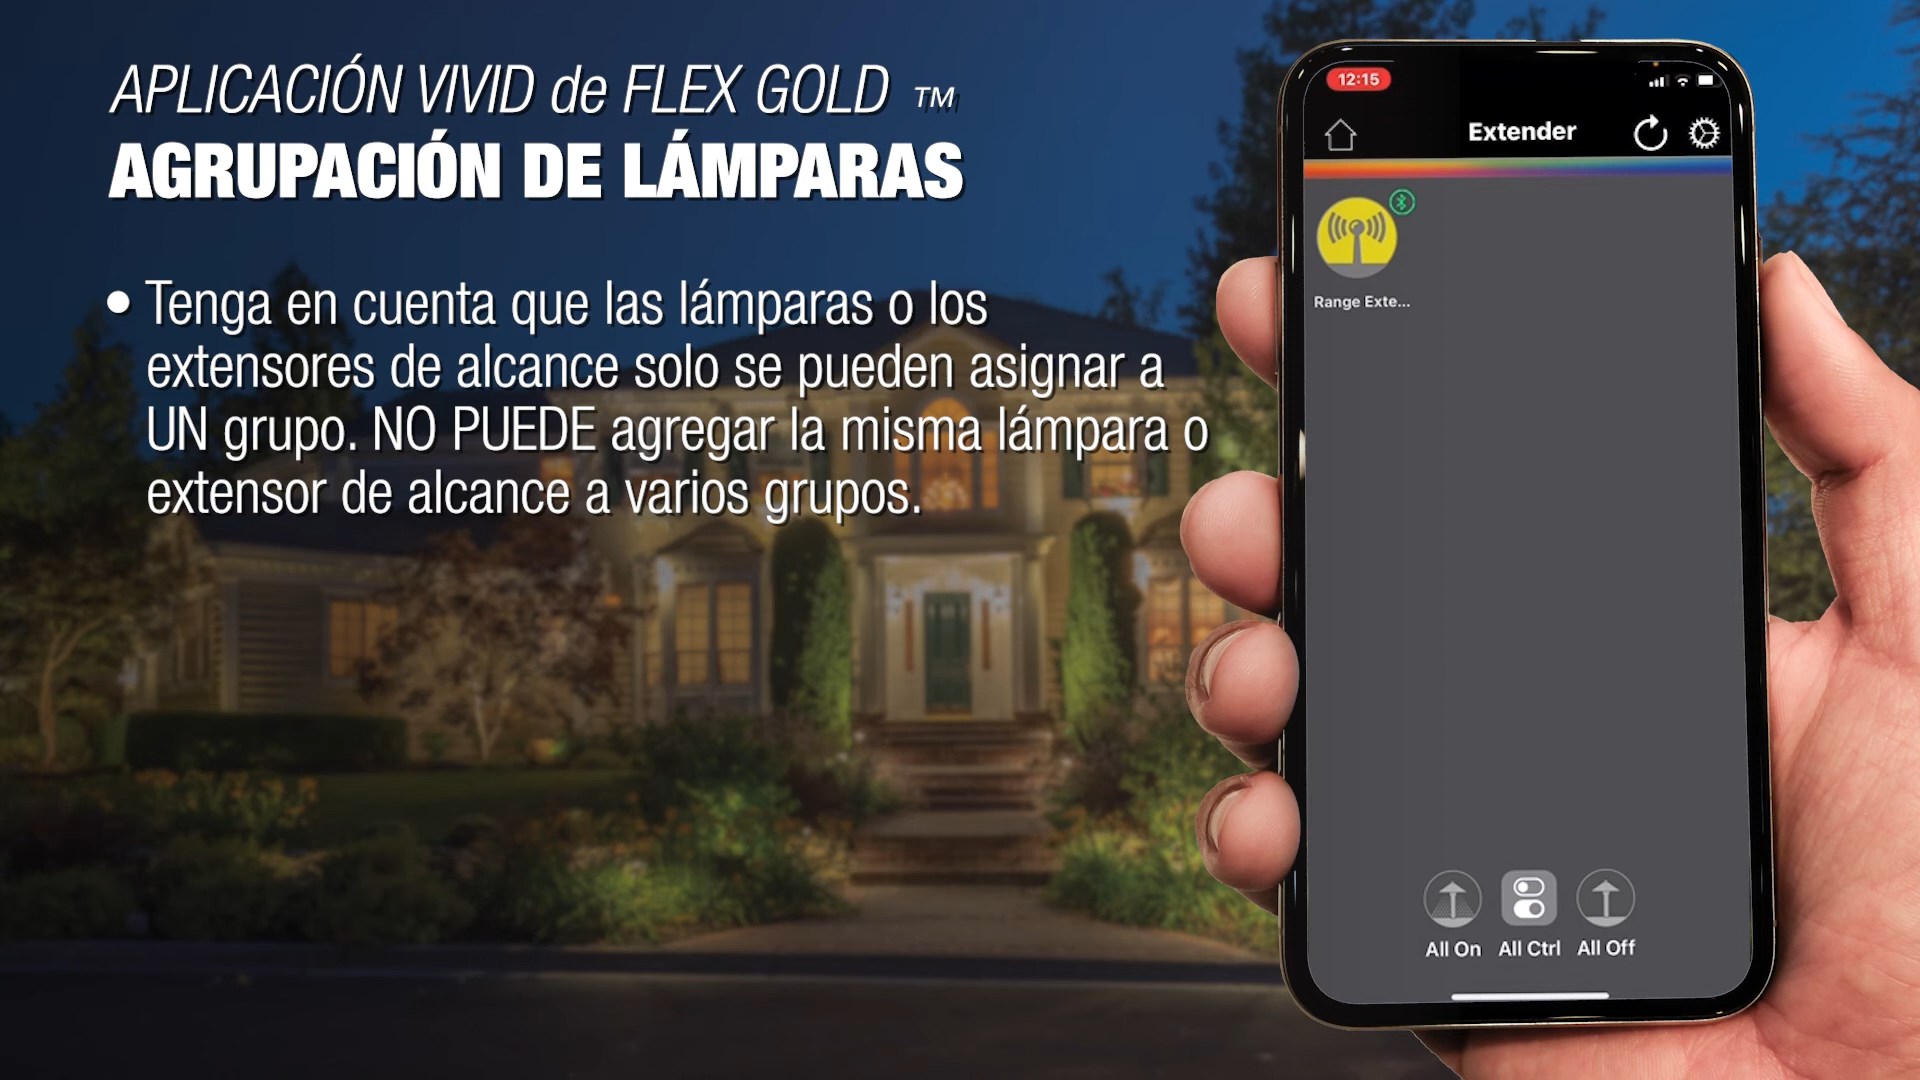 APLICACIÓN VIVID de FLEX GOLD ™
AGRUPACIÓN DE LÁMPARAS
• Tenga en cuenta que las lámparas o los
extensores de alcance solo se pueden asignar a
UN grupo. NO PUEDE agregar la misma lámpara o
extensor de alcance a varios grupos.
12:15
Extender
Range Exte...
All On All Ctrl All Off